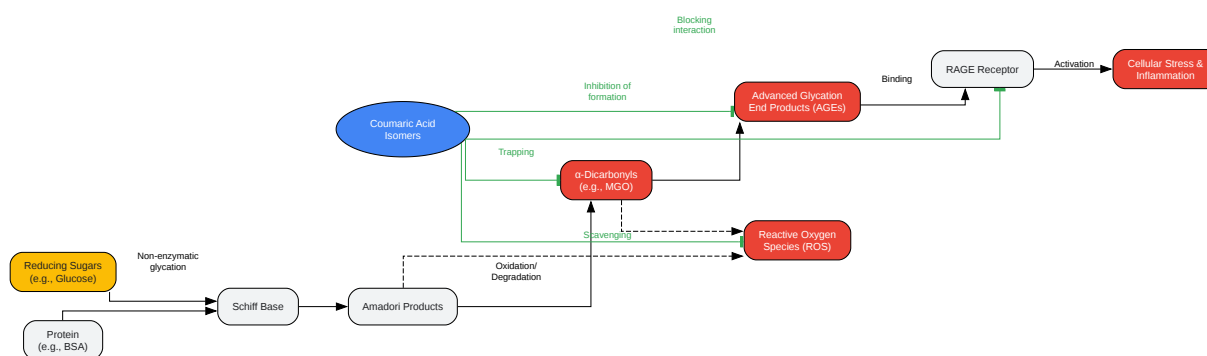 Blocking
interaction
RAGE Receptor
Activation
Cellular Stress &
Inflammation
Binding
Inhibition of
formation
Advanced Glycation
End Products (AGEs)
Coumaric Acid
Isomers
Trapping
α-Dicarbonyls
(e.g., MGO)
Scavenging
Reactive Oxygen
Species (ROS)
Non-enzymatic
glycation
Oxidation/
Degradation
Reducing Sugars
(e.g., Glucose)
Schiff Base
Amadori Products
Protein
(e.g., BSA)